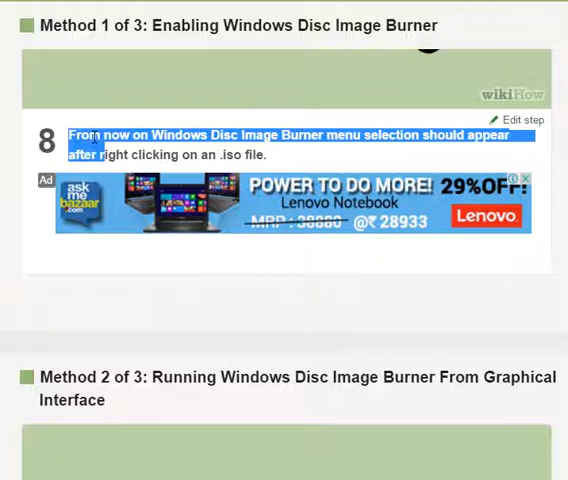 Method 1 of 3: Enabling Windows Disc Image Burner
wikiHow
Edit step
8
From now on Windows Disc Image Burner menu selection should appear
after right clicking on an .iso file.
Ad
ask
me
bazaar
.com
POWER TO DO MORE! 29%OFF!
Lenovo Notebook
MRP : 38880 @₹ 28933
Lenovo
Method 2 of 3: Running Windows Disc Image Burner From Graphical
Interface